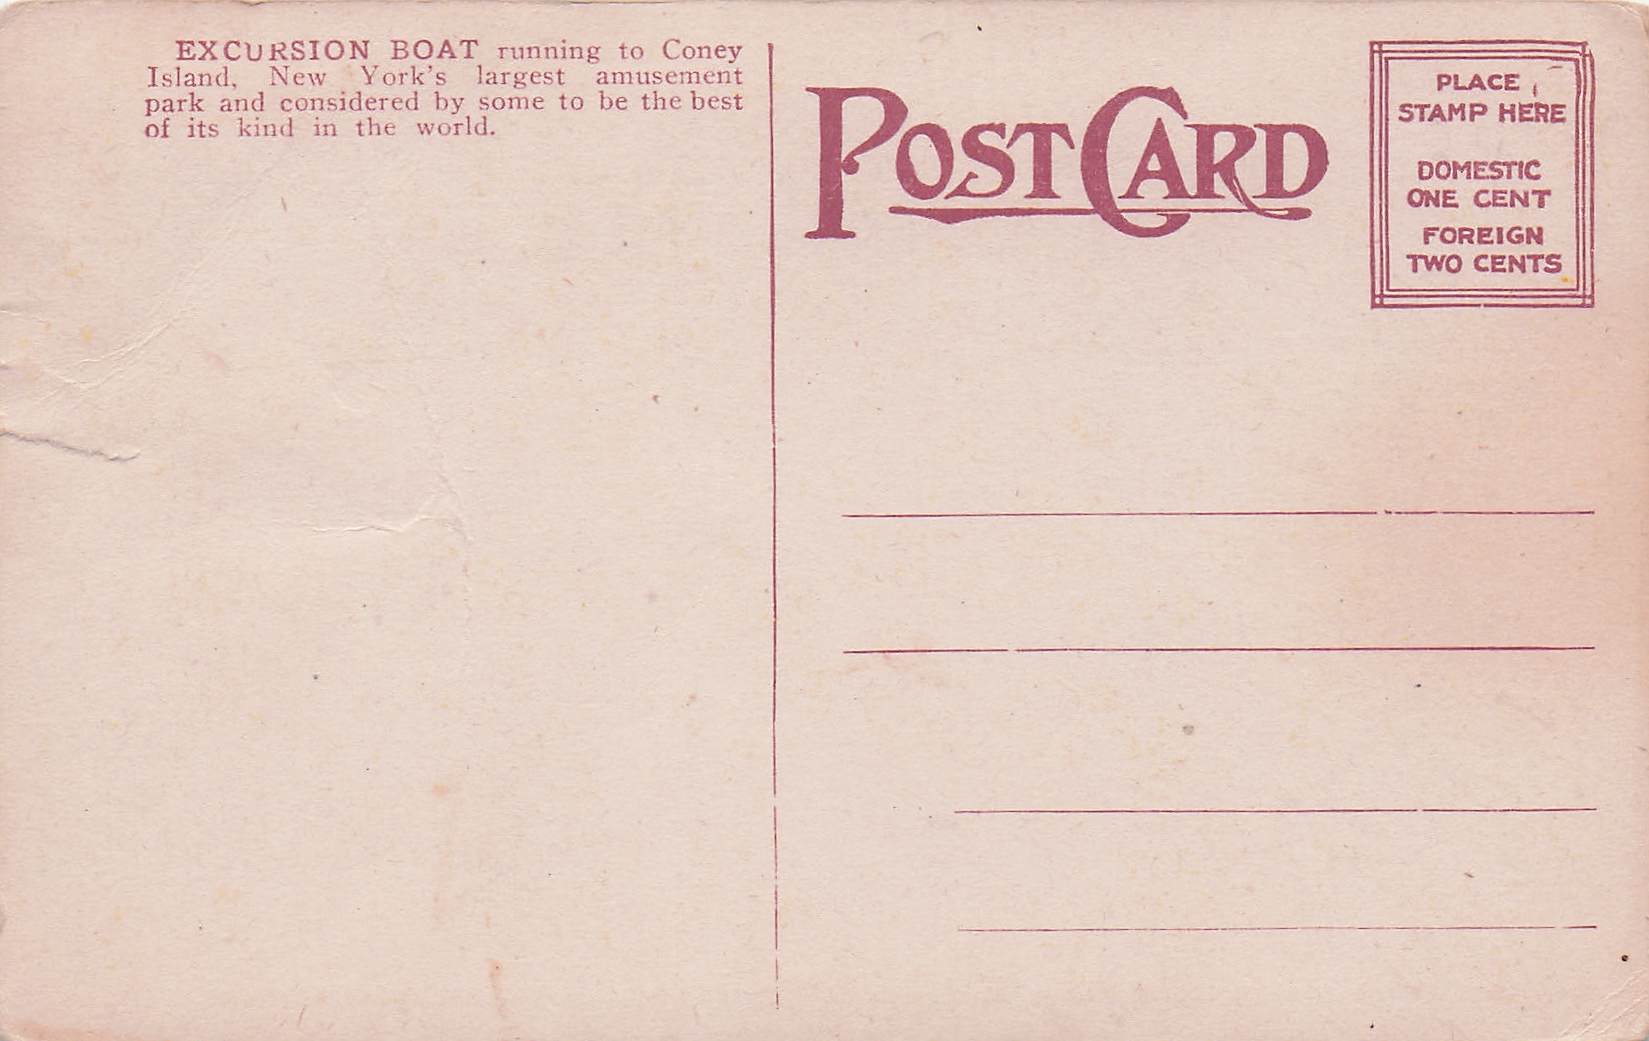 EXCURSION BOAT running to Coney
Island, New York's largest amusement
park and considered by some to be the best
of its kind in the world.
POST CARD
PLACE
STAMP HERE
DOMESTIC
ONE CENT
FOREIGN
TWO CENTS